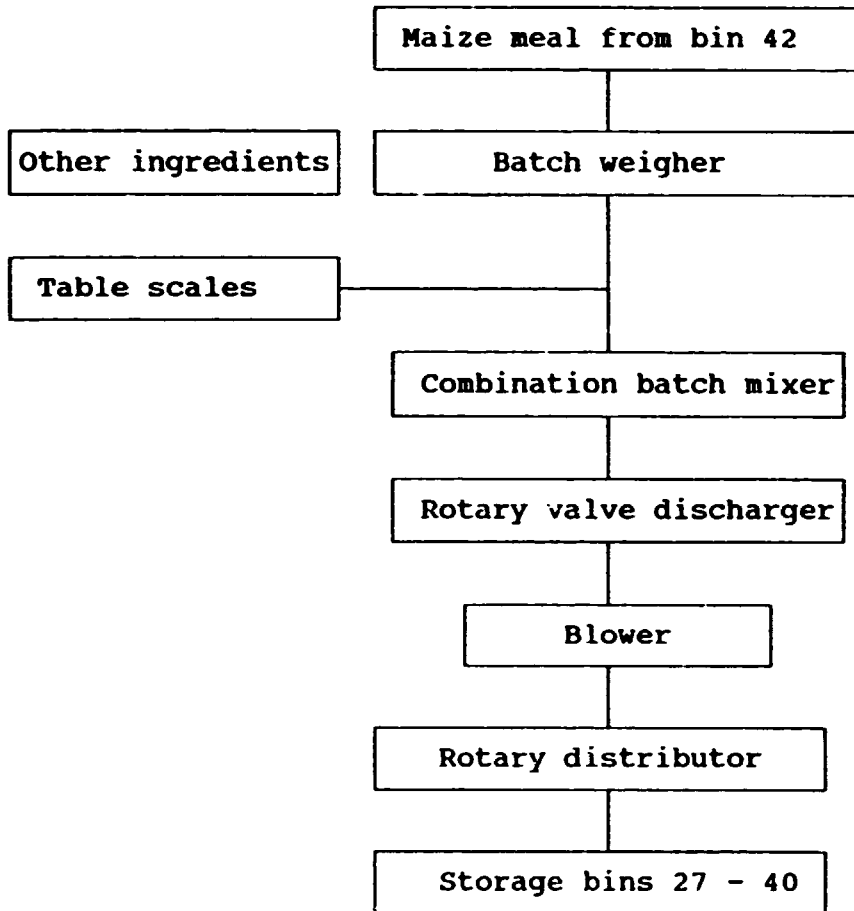 Maize meal from bin 42
Other ingredients
Batch weigher
Table scales
Combination batch mixer
Rotary valve discharger
Blower
Rotary distributor
Storage bins 27 - 40